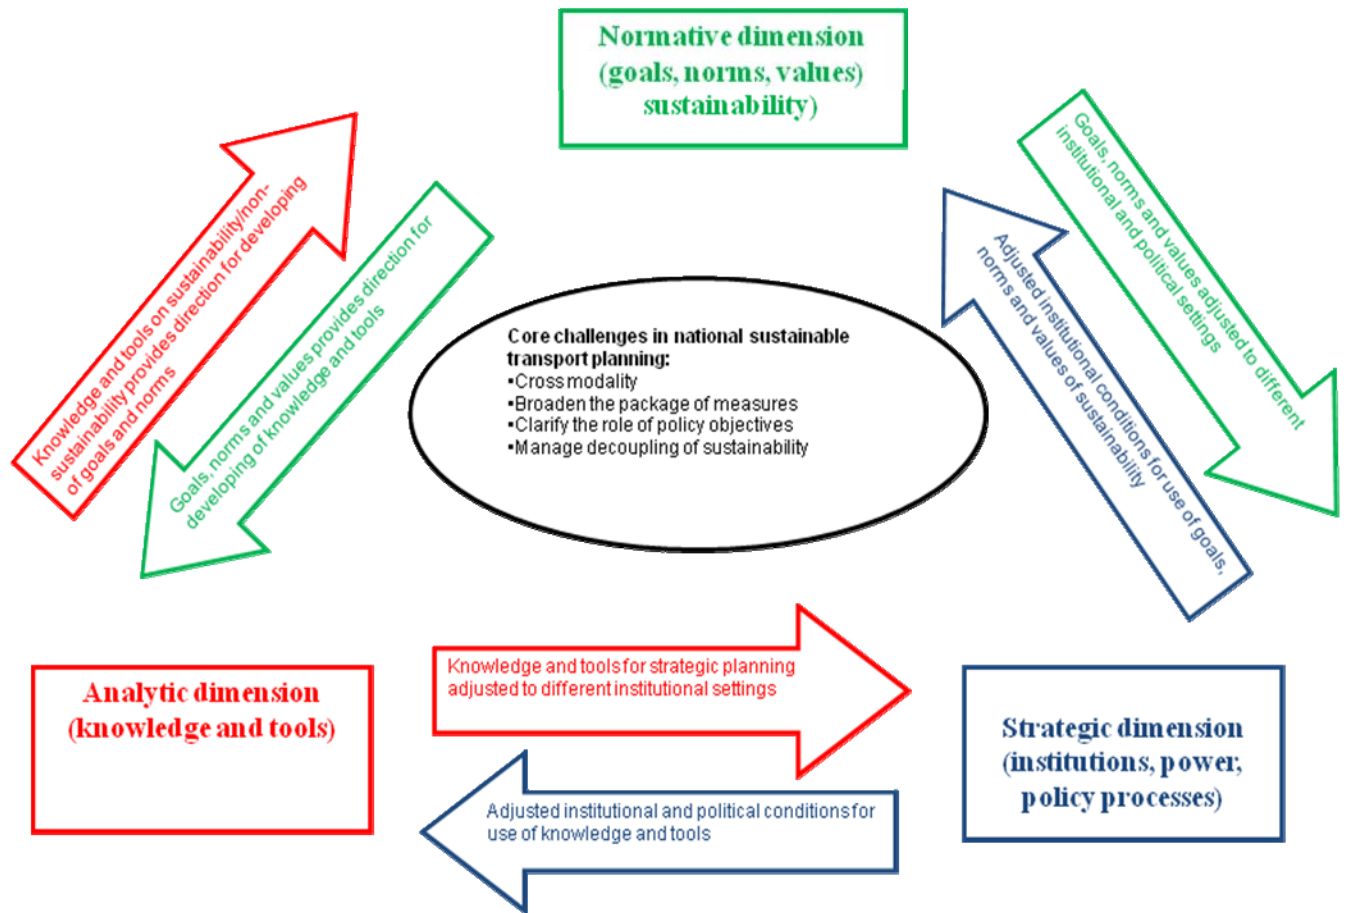 Normative dimension
(goals, norms, values)
sustainability)
Knowledge and tools on sustainability/non-
sustainability provides direction for developing
of goals and norms
Goals, norms and values provides direction for
developing of knowledge and tools
Goals, norms and values adjusted to different
institutional and political settings
Adjusted institutional conditions for use of goals,
norms and values of sustainability
Core challenges in national sustainable
transport planning:
▪Cross modality
▪Broaden the package of measures
▪Clarify the role of policy objectives
▪Manage decoupling of sustainability
Analytic dimension
(knowledge and tools)
Knowledge and tools for strategic planning
adjusted to different institutional settings
Adjusted institutional and political conditions for
use of knowledge and tools
Strategic dimension
(institutions, power,
policy processes)